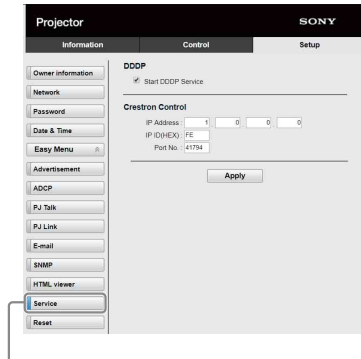 Projector
SONY
Information Control Setup
Owner information
Network
Password
Date & Time
Easy Menu
Advertisement
ADCP
PJ Talk
PJ Link
E-mail
SNMP
HTML viewer
Service
Reset
DDDP
Start DDDP Service
Crestron Control
IP Address : 1 0 0 0
IP ID(HEX) : FE
Port No. : 41794
Apply